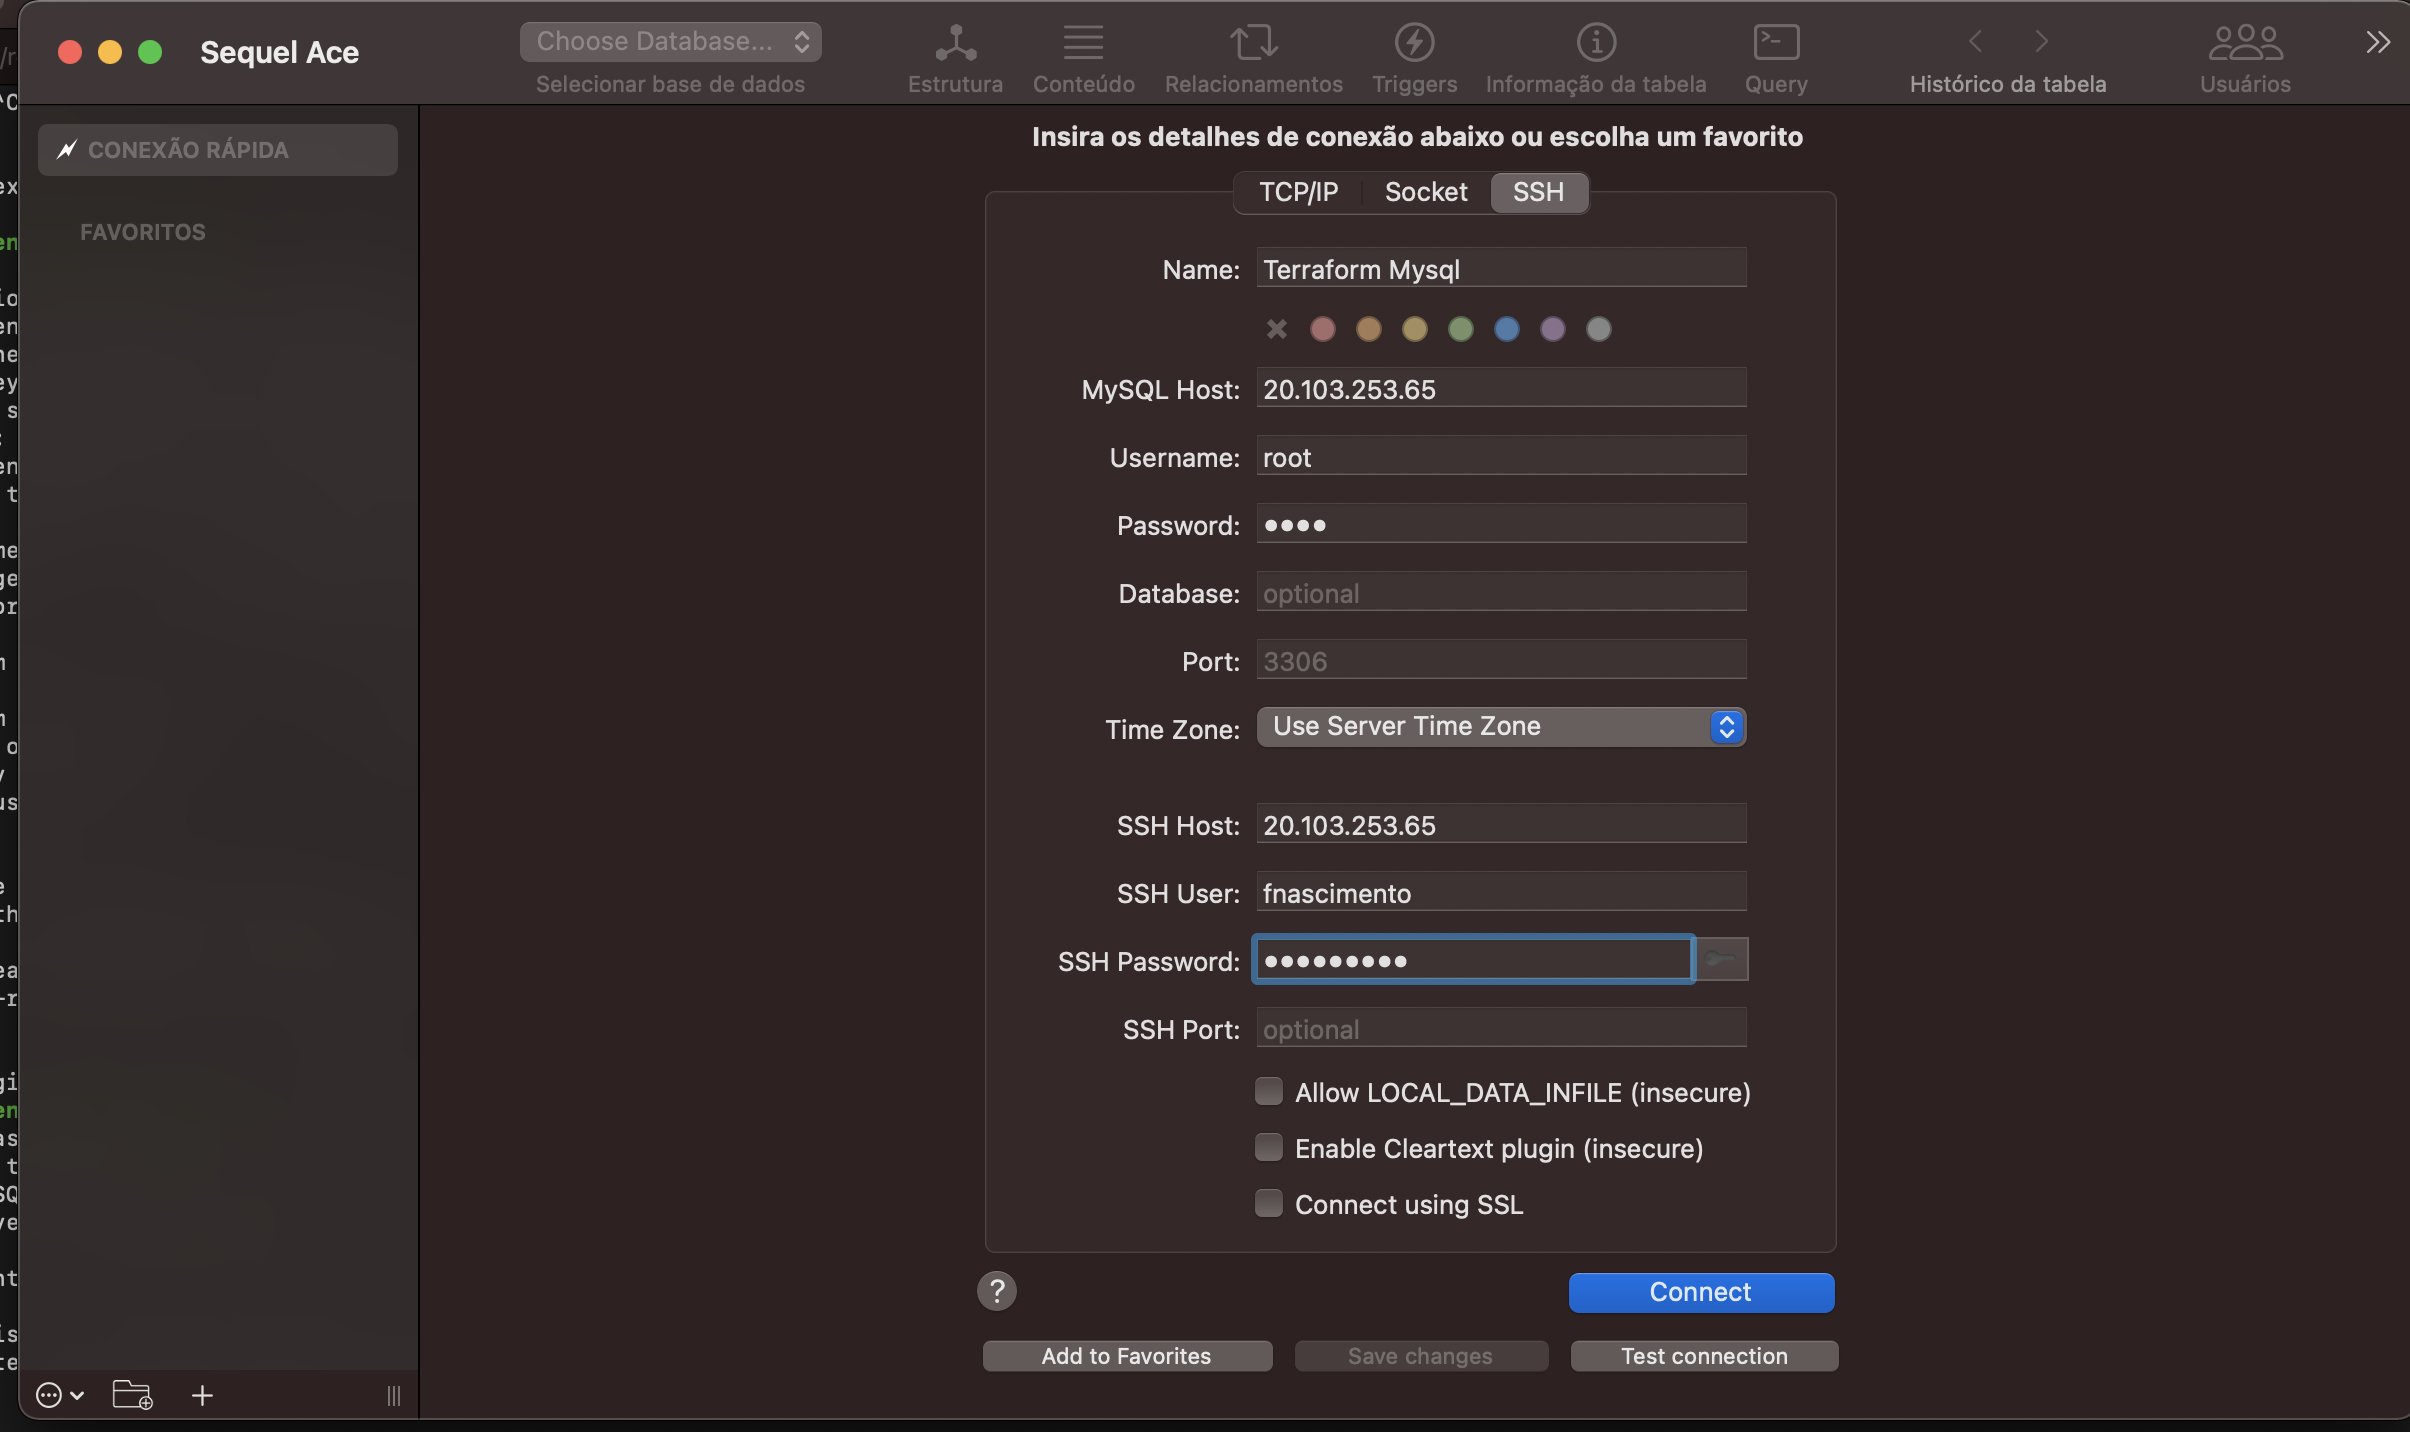 Sequel Ace
Choose Database...
Selecionar base de dados
Estrutura
Conteúdo
Relacionamentos
Triggers
Informação da tabela
Query
Histórico da tabela
Usuários
CONEXÃO RÁPIDA
FAVORITOS
Insira os detalhes de conexão abaixo ou escolha um favorito
TCP/IP Socket SSH
Name: Terraform Mysql
MySQL Host: 20.103.253.65
Username: root
Password: ••••
Database: optional
Port: 3306
Time Zone: Use Server Time Zone
SSH Host: 20.103.253.65
SSH User: fnascimento
SSH Password: •••••••••
SSH Port: optional
Allow LOCAL_DATA_INFILE (insecure)
Enable Cleartext plugin (insecure)
Connect using SSL
?
Connect
Add to Favorites
Save changes
Test connection